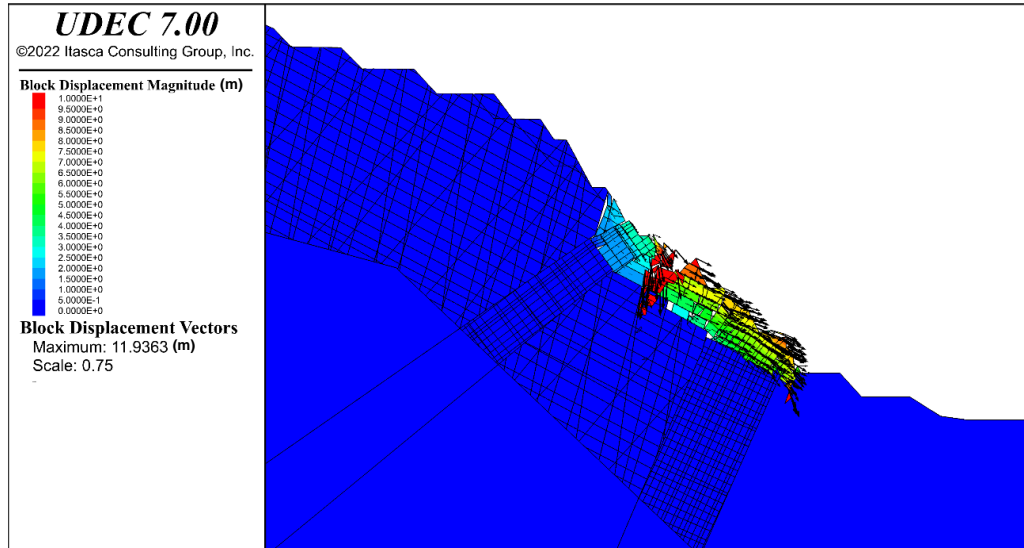 UDEC 7.00
©2022 Itasca Consulting Group, Inc.
Block Displacement Magnitude (m)
1.0000E+1
9.5000E+0
9.0000E+0
8.5000E+0
8.0000E+0
7.5000E+0
7.0000E+0
6.5000E+0
6.0000E+0
5.5000E+0
5.0000E+0
4.5000E+0
4.0000E+0
3.5000E+0
3.0000E+0
2.5000E+0
2.0000E+0
1.5000E+0
1.0000E+0
5.0000E-1
0.0000E+0
Block Displacement Vectors
Maximum: 11.9363 (m)
Scale: 0.75